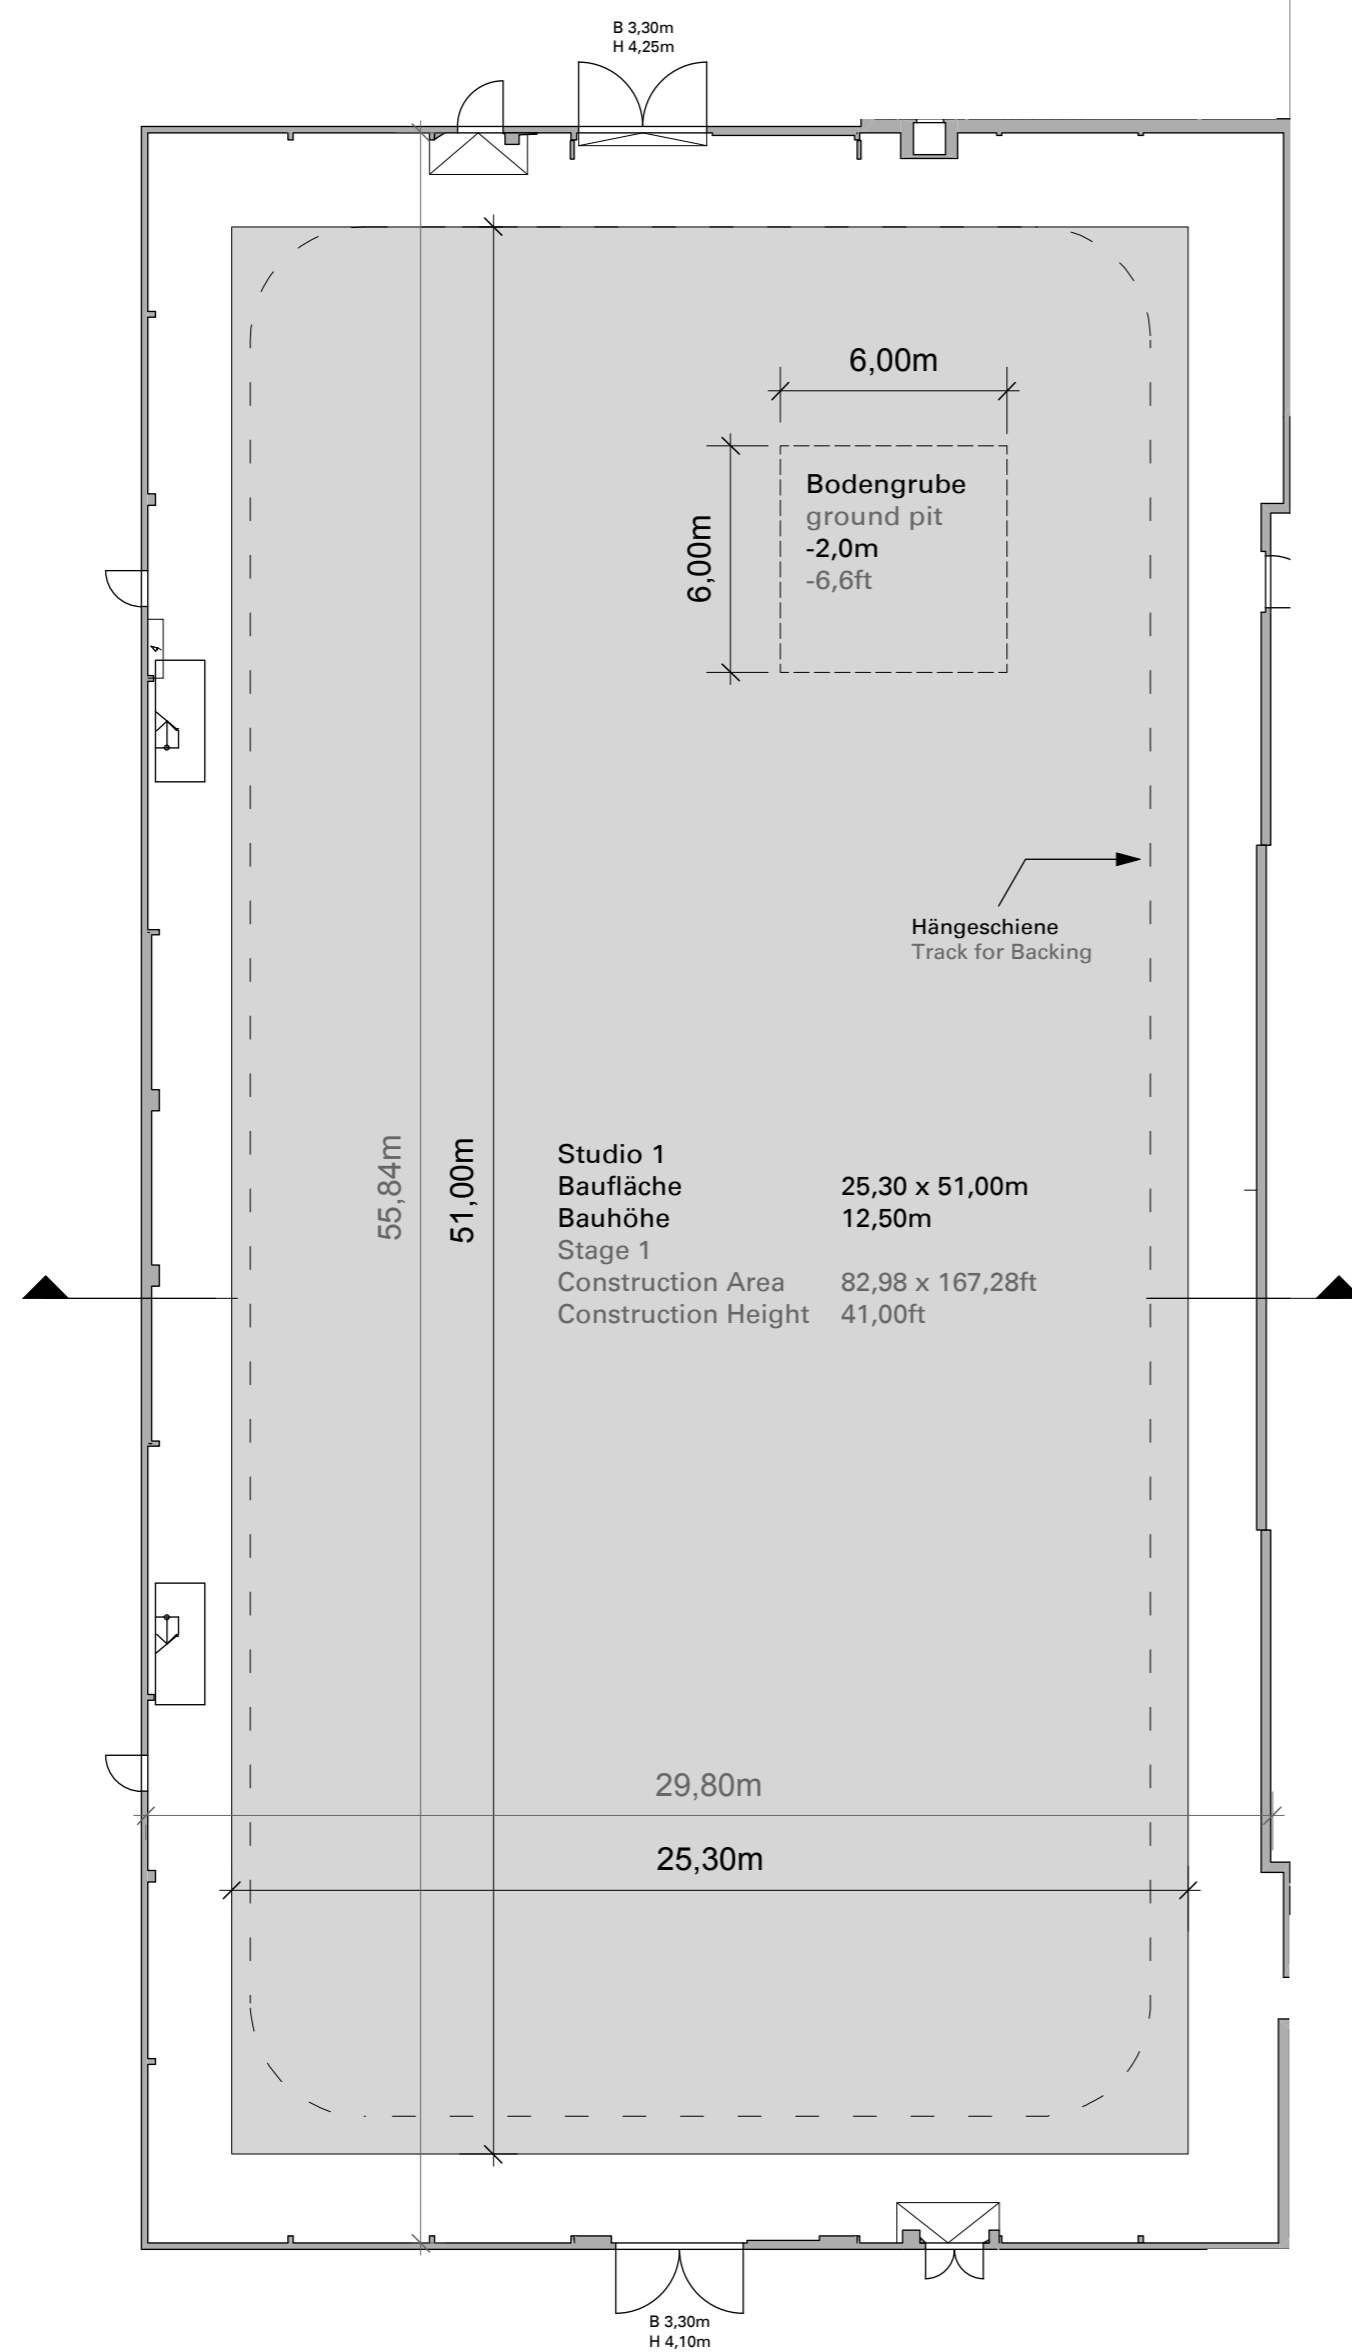 B 3,30m
H 4,25m
6,00m
6,00m
Bodengrube
ground pit
-2,0m
-6,6ft
Hängeschiene
Track for Backing
55,84m
51,00m
Studio 1
Baufläche 25,30 x 51,00m
Bauhöhe 12,50m
Stage 1
Construction Area 82,98 x 167,28ft
Construction Height 41,00ft
29,80m
25,30m
B 3,30m
H 4,10m